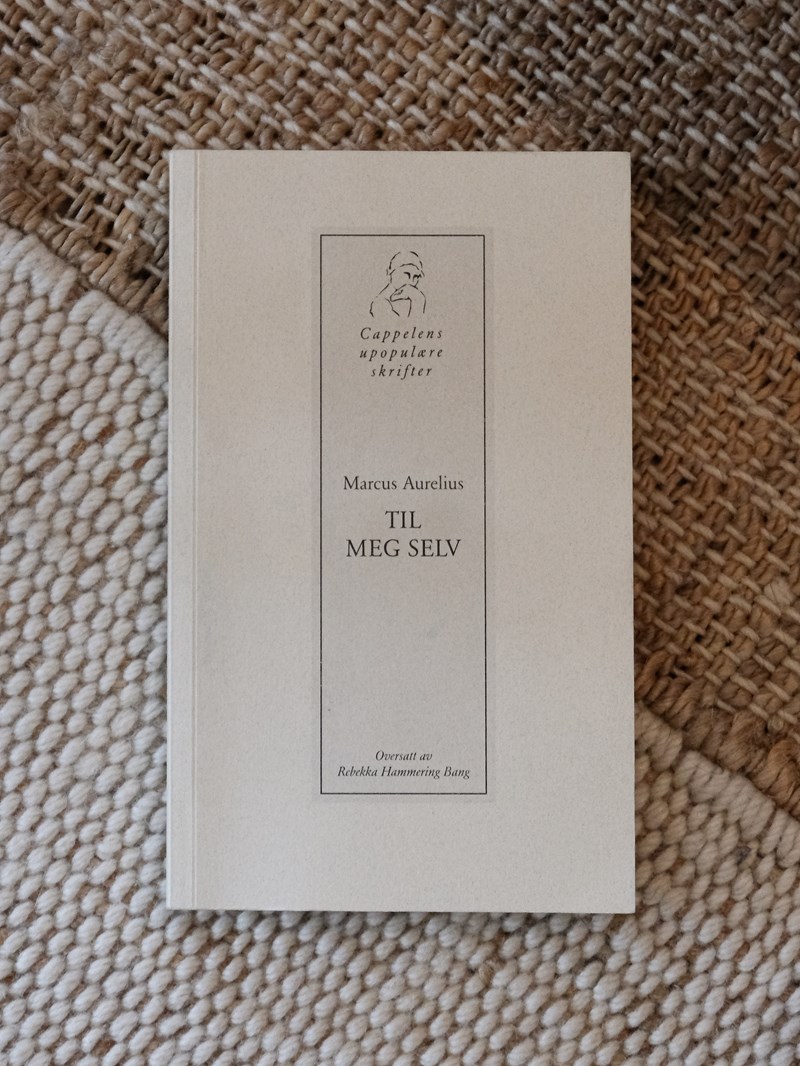 Cappelens
upopulære
skrifter
Marcus Aurelius
TIL
MEG SELV
Oversatt av
Rebekka Hammering Bang